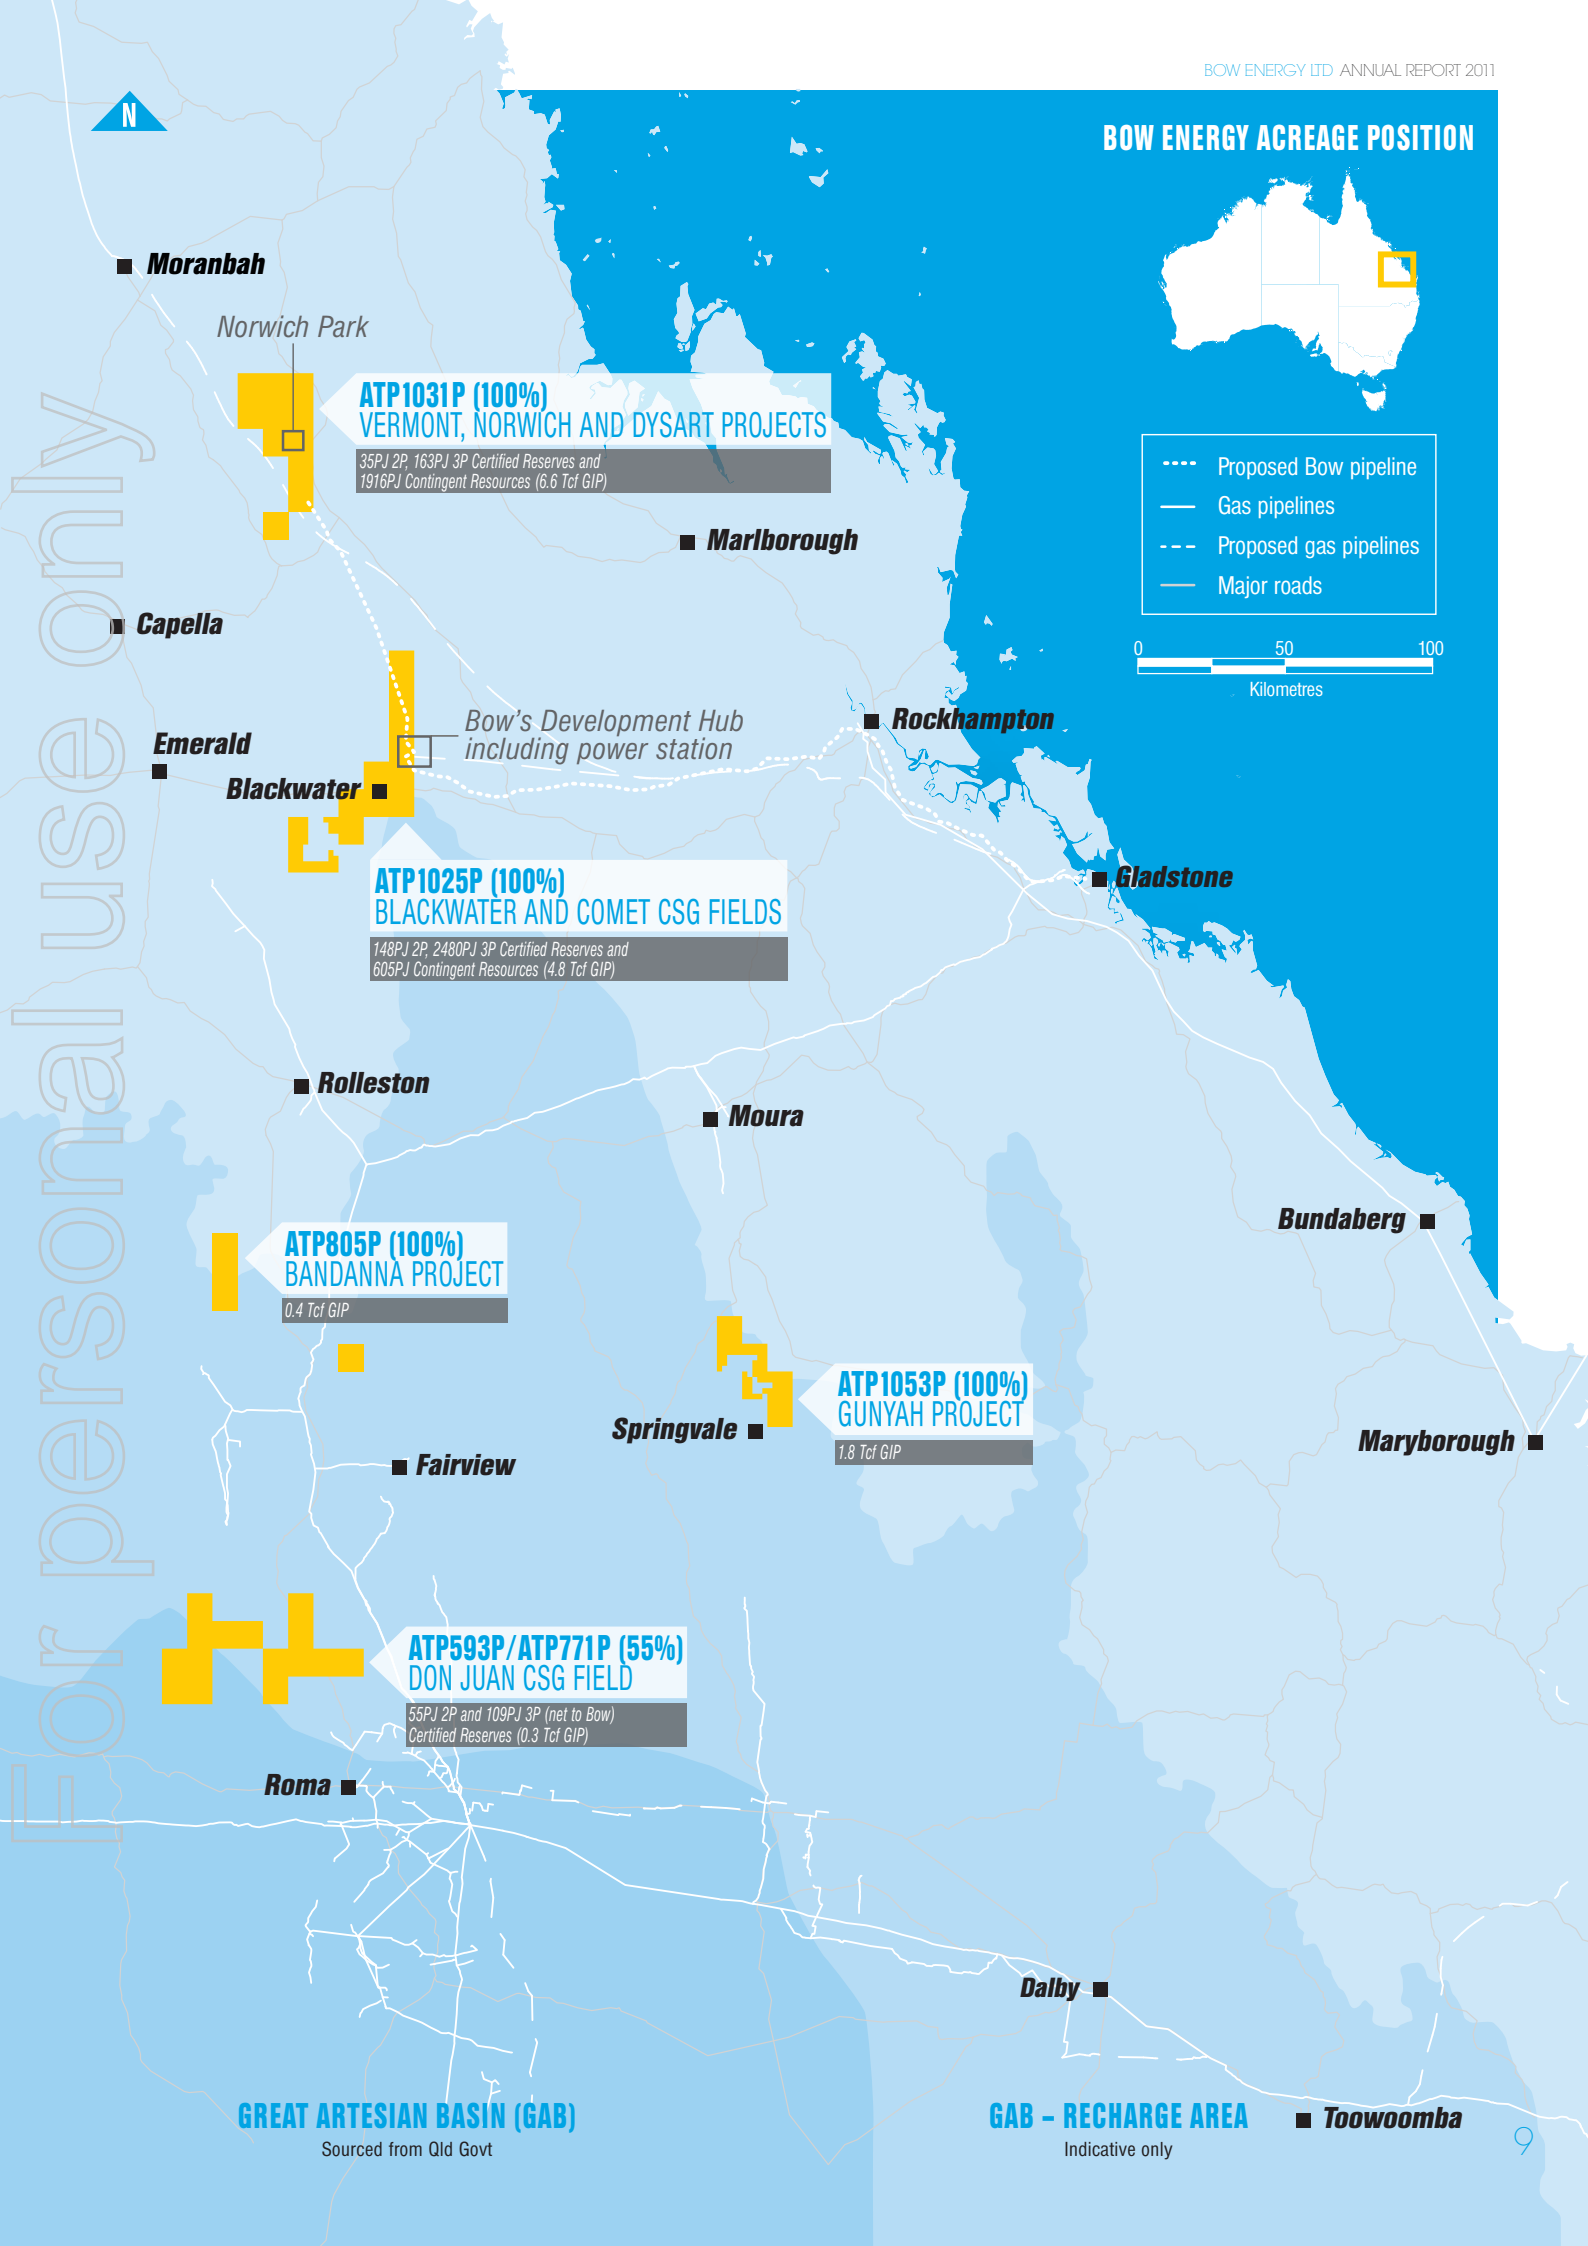 BOW ENERGY LTD ANNUAL REPORT 2011
N
BOW ENERGY ACREAGE POSITION
Moranbah
Norwich Park
ATP1031P (100%)
VERMONT, NORWICH AND DYSART PROJECTS
35PJ 2P, 163PJ 3P Certified Reserves and
1916PJ Contingent Resources (6.6 Tcf GIP)
Proposed Bow pipeline
Gas pipelines
Proposed gas pipelines
Major roads
0 50 100
Kilometres
Marlborough
Capella
Emerald
Bow's Development Hub
including power station
Rockhampton
Blackwater
Gladstone
ATP1025P (100%)
BLACKWATER AND COMET CSG FIELDS
148PJ 2P, 2480PJ 3P Certified Reserves and
605PJ Contingent Resources (4.8 Tcf GIP)
Rolleston
Moura
Bundaberg
ATP805P (100%)
BANDANNA PROJECT
0.4 Tcf GIP
ATP1053P (100%)
GUNYAH PROJECT
1.8 Tcf GIP
Springvale
Maryborough
Fairview
ATP593P/ATP771P (55%)
DON JUAN CSG FIELD
55PJ 2P and 109PJ 3P (net to Bow)
Certified Reserves (0.3 Tcf GIP)
Roma
Dalby
GREAT ARTESIAN BASIN (GAB)
Sourced from Qld Govt
GAB – RECHARGE AREA
Indicative only
Toowoomba
9
For personal use only